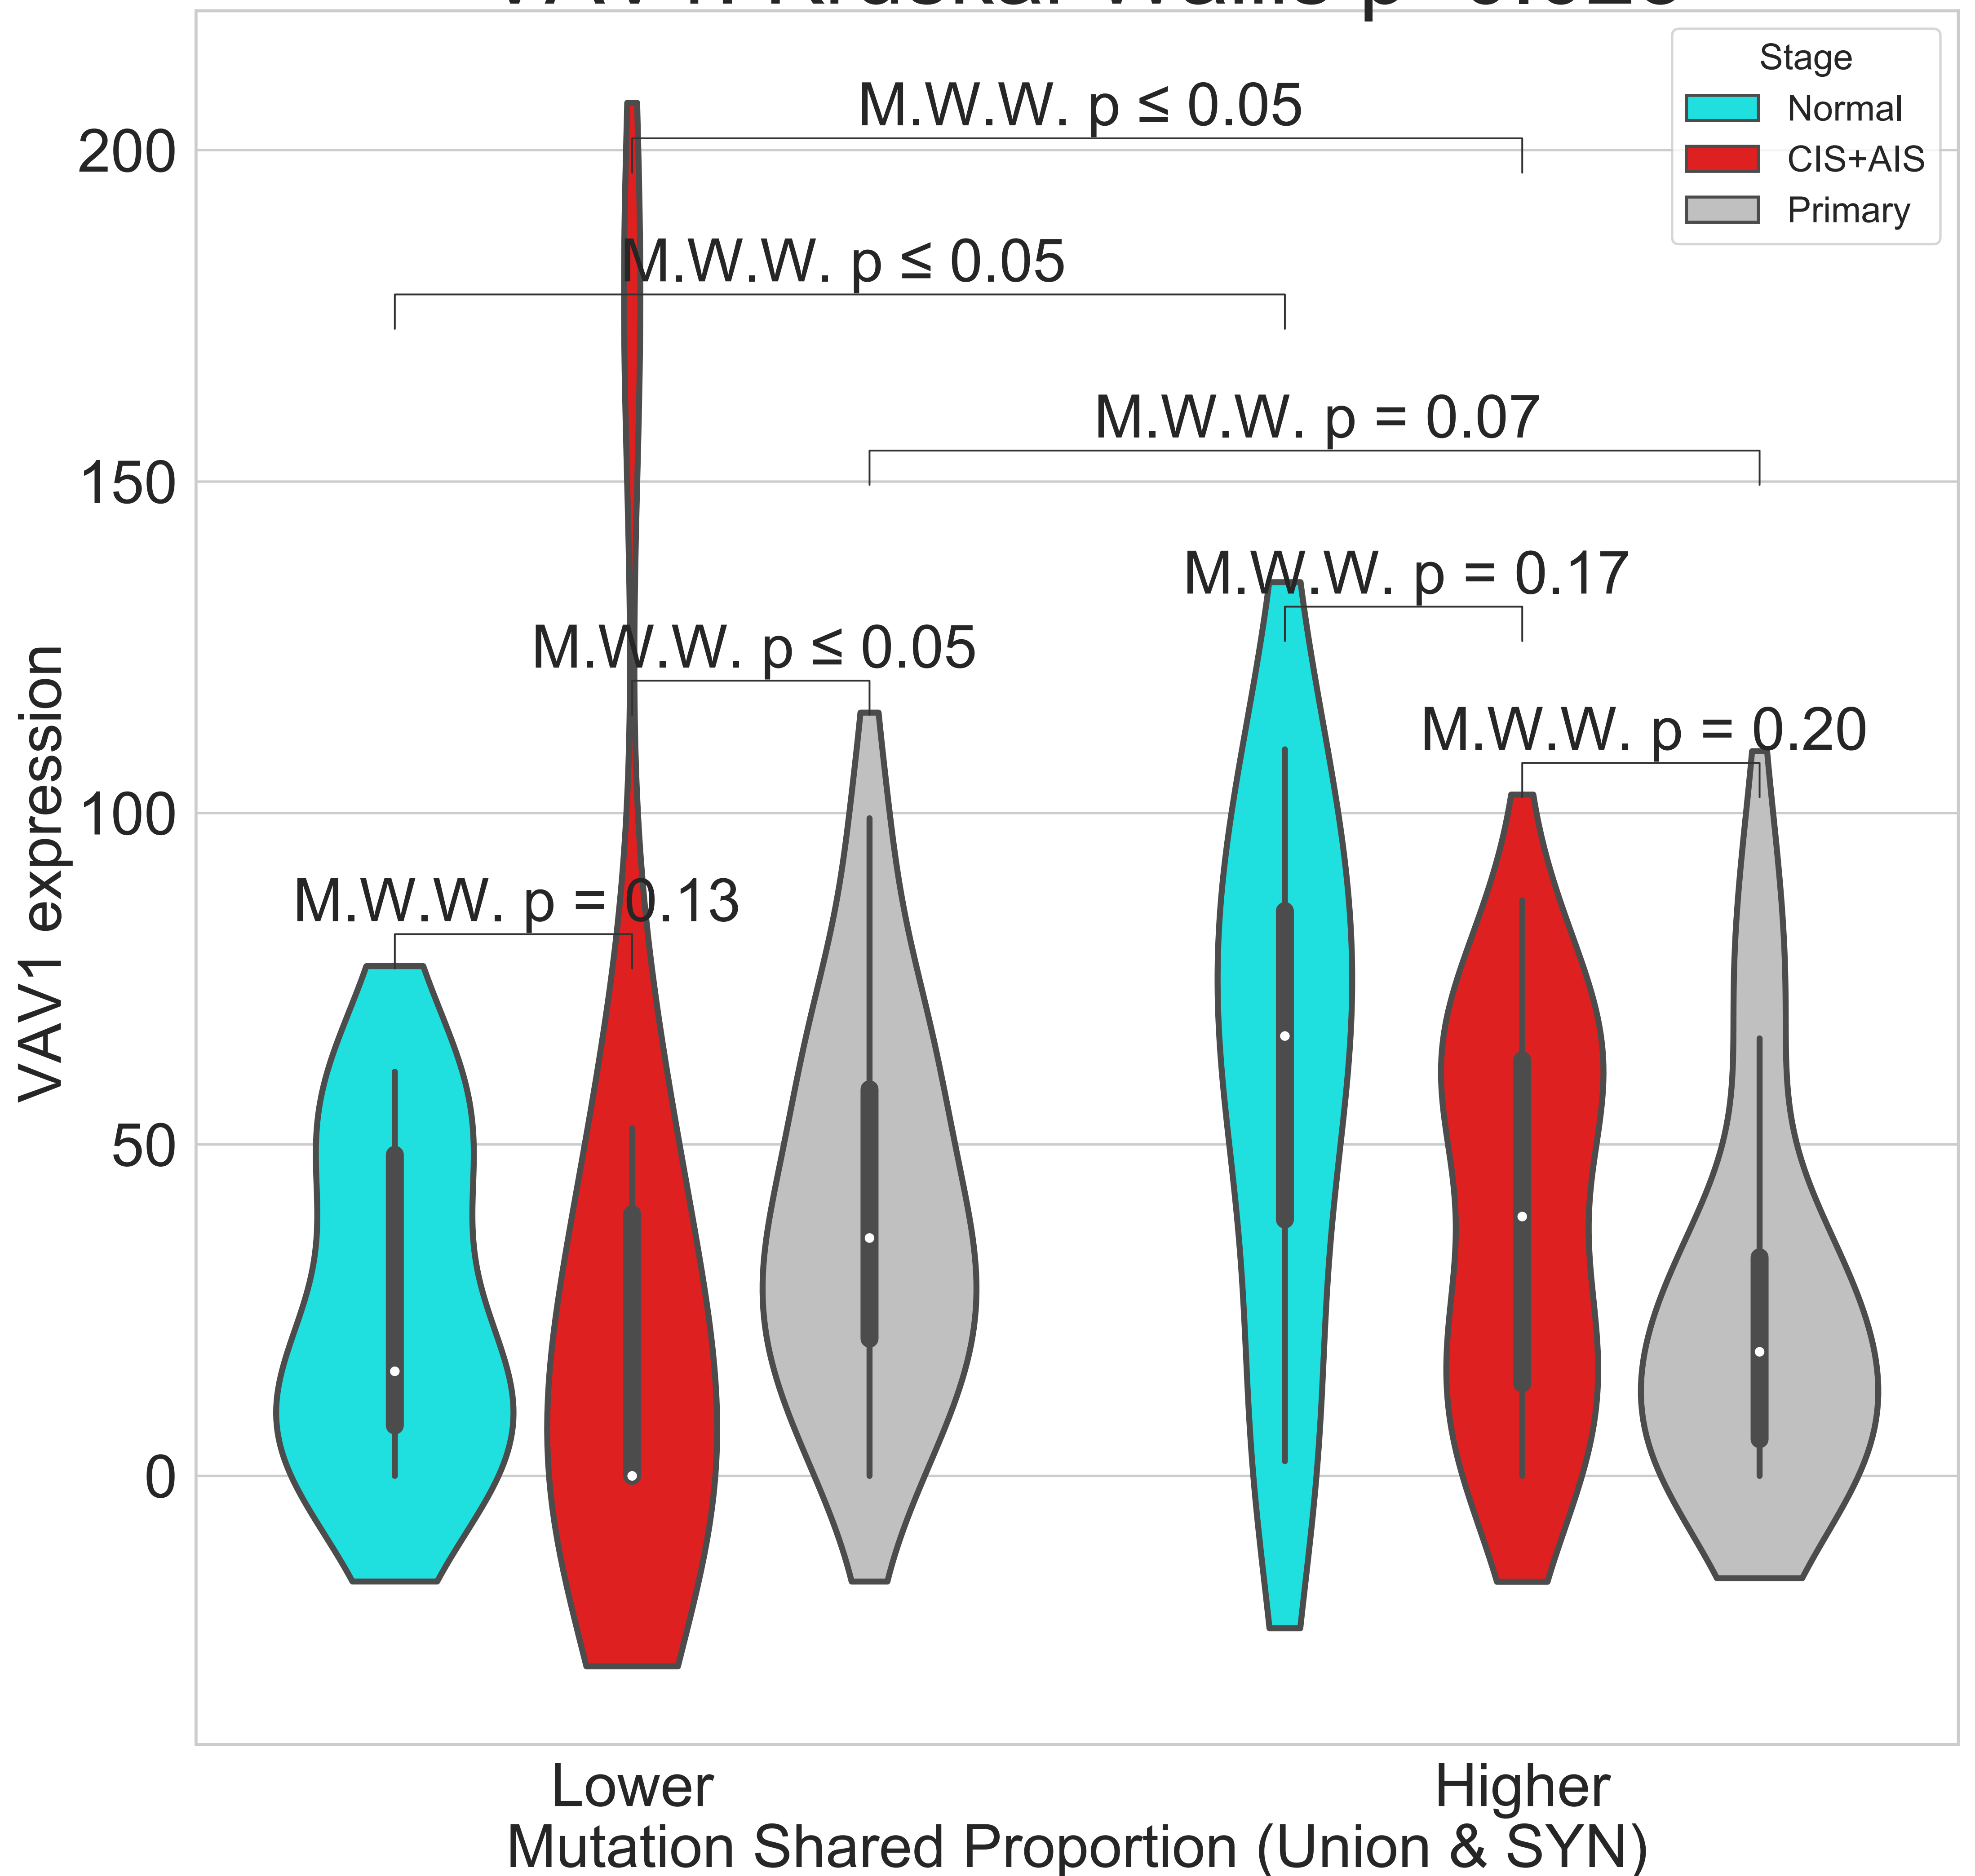 Stage
Normal
CIS+AIS
Primary
M.W.W. p ≤ 0.05
M.W.W. p ≤ 0.05
M.W.W. p = 0.07
M.W.W. p = 0.17
M.W.W. p ≤ 0.05
M.W.W. p = 0.20
M.W.W. p = 0.13
200
150
100
50
0
VAV1 expression
Lower
Higher
Mutation Shared Proportion (Union & SYN)